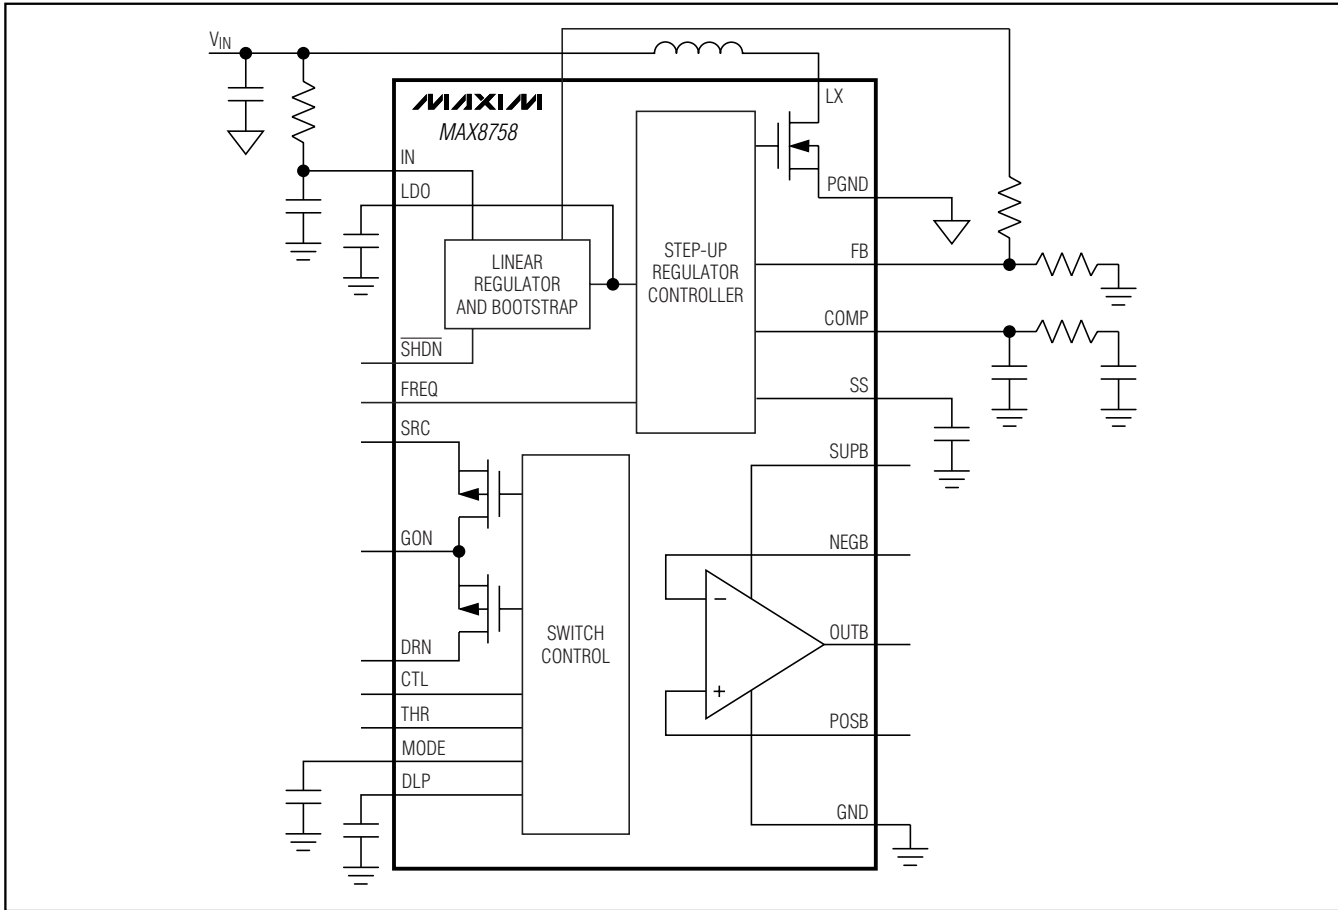 VIN
LX
MAXIM
MAX8758
IN
LDO
PGND
LINEAR
REGULATOR
AND BOOTSTRAP
STEP-UP
REGULATOR
CONTROLLER
FB
COMP
SHDN
FREQ
SS
SRC
SUPB
GON
NEGB
−
OUTB
SWITCH
CONTROL
DRN
CTL
+
THR
POSB
MODE
DLP
GND